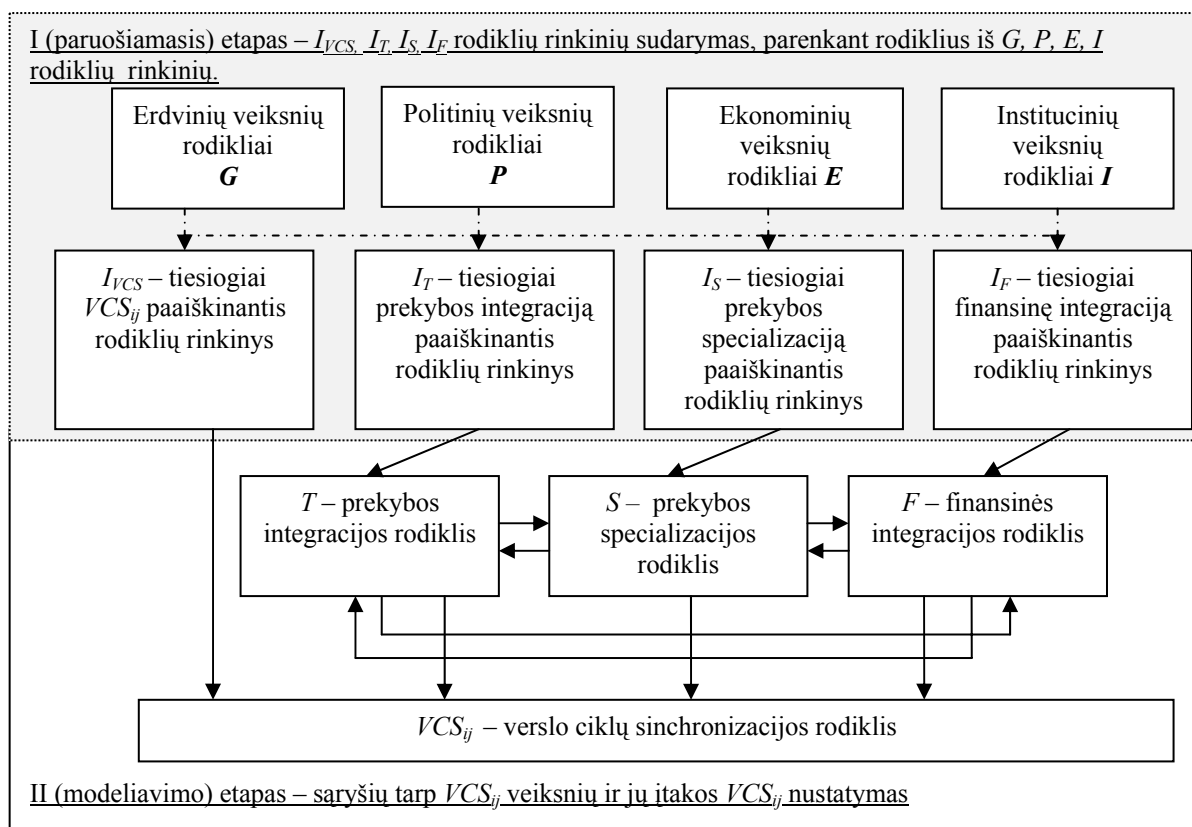 I (paruošiamasis) etapas – I_VCS, I_T, I_S, I_F rodiklių rinkinių sudarymas, parenkant rodiklius iš G, P, E, I
rodiklių rinkinių.
Erdvinių veiksnių
rodikliai
G
Politinių veiksnių
rodikliai
P
Ekonominių
veiksnių
rodikliai E
Institucinių
veiksnių
rodikliai I
I_VCS – tiesiogiai
VCS_ij paaiškinantis
rodiklių rinkinys
I_T – tiesiogiai
prekybos integraciją
paaiškinantis
rodiklių rinkinys
I_S – tiesiogiai
prekybos
specializaciją
paaiškinantis
rodiklių rinkinys
I_F – tiesiogiai
finansinę integraciją
paaiškinantis
rodiklių rinkinys
T – prekybos
integracijos rodiklis
S – prekybos
specializacijos
rodiklis
F – finansinės
integracijos rodiklis
VCS_ij – verslo ciklų sinchronizacijos rodiklis
II (modeliavimo) etapas – sąryšių tarp VCS_ij veiksnių ir jų įtakos VCS_ij nustatymas